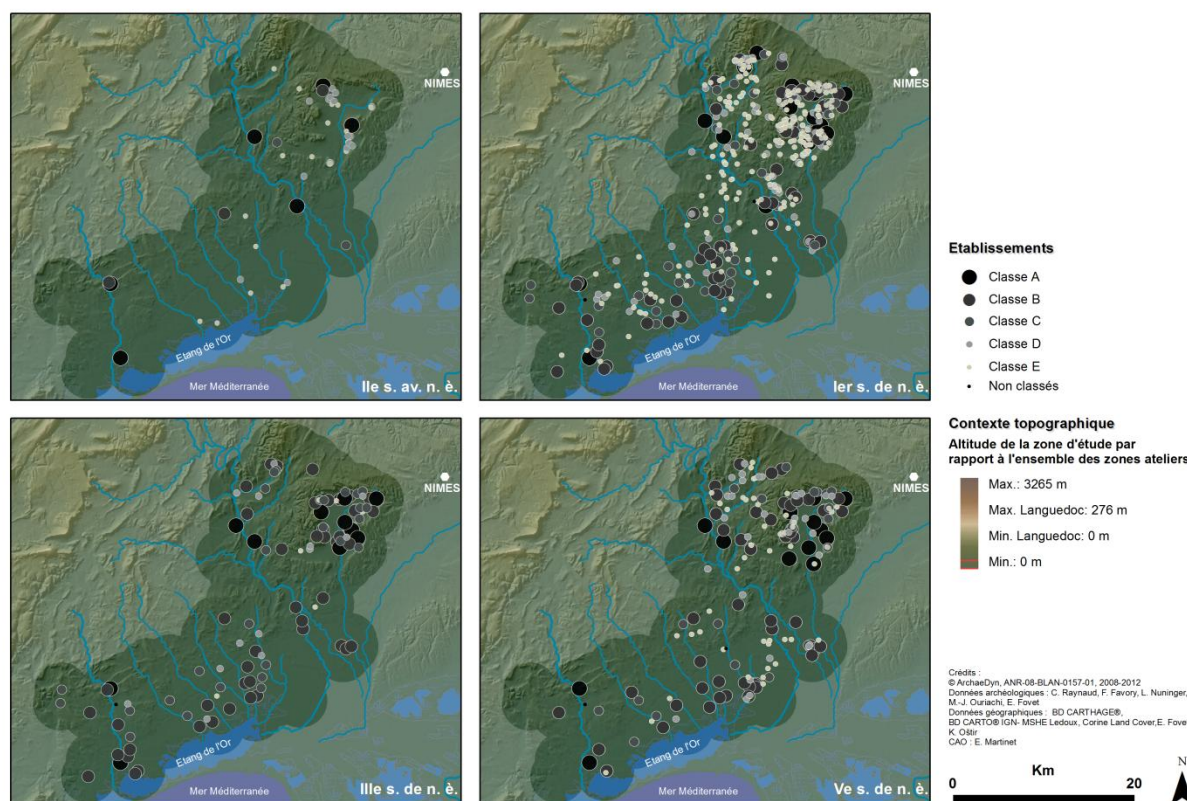 NIMES
Etang de l'Or
Mer Méditerranée
IIe s. av. n. è.
NIMES
Etang de l'Or
Mer Méditerranée
Ier s. de n. è.
NIMES
Etang de l'Or
Mer Méditerranée
IIIe s. de n. è.
NIMES
Etang de l'Or
Mer Méditerranée
Ve s. de n. è.
Etablissements
Classe A
Classe B
Classe C
Classe D
Classe E
Non classés
Contexte topographique
Altitude de la zone d'étude par
rapport à l'ensemble des zones ateliers
Max.: 3265 m
Max. Languedoc: 276 m
Min. Languedoc: 0 m
Min.: 0 m
Crédits :
© ArchaeDyn, ANR-08-BLAN-0157-01, 2008-2012
Données archéologiques : C. Raynaud, F. Favory, L. Nuninger,
M.-J. Ouriachi, E. Fovet
Données géographiques : BD CARTHAGE®,
BD CARTO® IGN- MSHE Ledoux, Corine Land Cover,E. Fove
K. Oštir
CAO : E. Martinet
Km
0 20
N